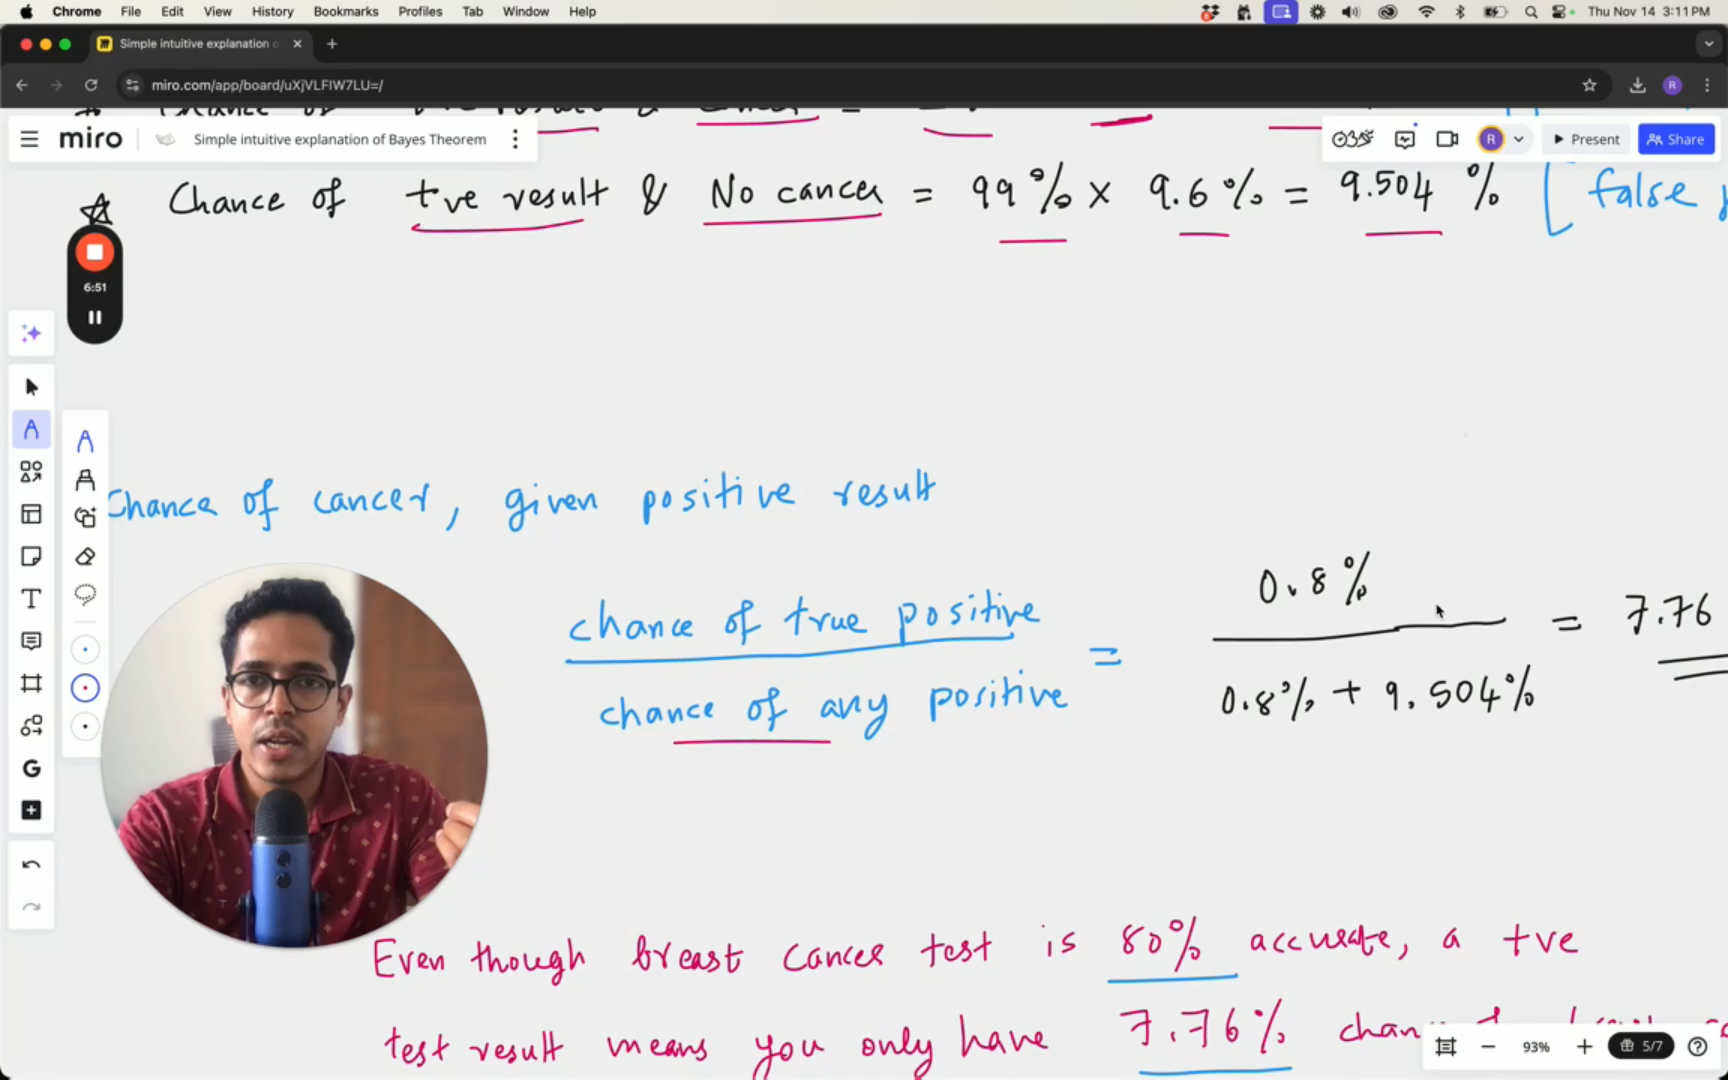 Chrome File Edit View History Bookmarks Profiles Tab Window Help Thu Nov 14 3:11 PM
Simple intuitive explanation o
miro.com/app/board/uXjVLFIW7LU=/ R
miro Simple intuitive explanation of Bayes Theorem R Present Share
Chance of +ve result & No cancer = 99% × 9.6% = 9.504 % [ false
6:51
Chance of cancer, given positive result
chance of true positive
chance of any positive
=
0.8%
0.8% + 9.504%
= 7.76
T
G
Even though breast cancer test is 80% accurate, a +ve
test result means you only have 7.76%
93% 5/7